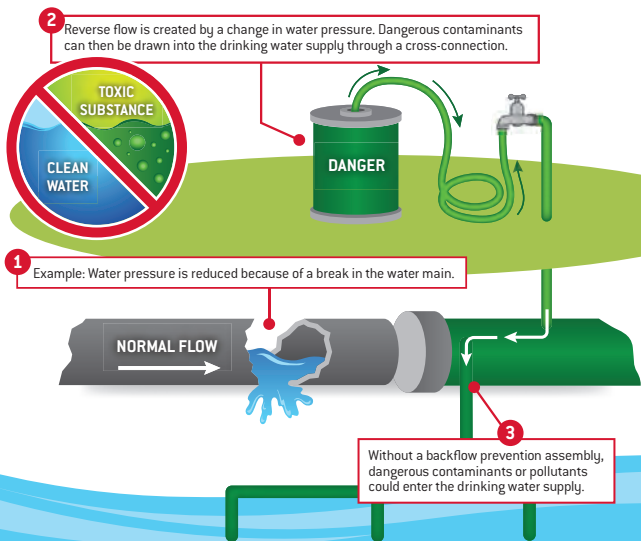 2
Reverse flow is created by a change in water pressure. Dangerous contaminants
can then be drawn into the drinking water supply through a cross-connection.
TOXIC
SUBSTANCE
CLEAN
WATER
DANGER
1
Example: Water pressure is reduced because of a break in the water main.
NORMAL FLOW
3
Without a backflow prevention assembly,
dangerous contaminants or pollutants
could enter the drinking water supply.